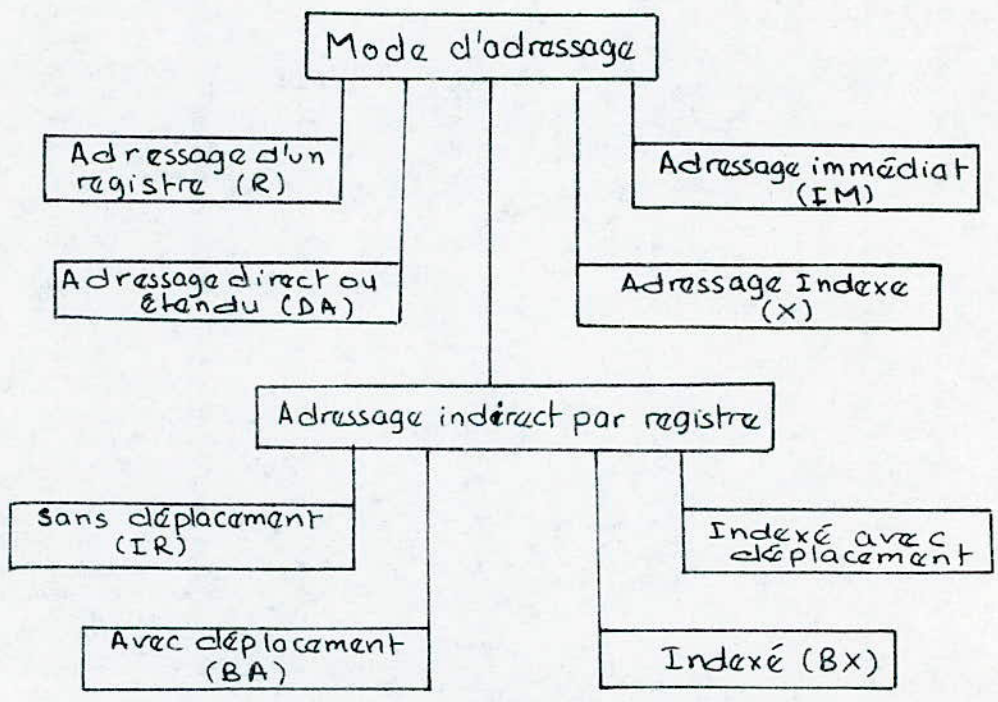 Mode d'adressage
Adressage d'un
registre (R)
Adressage immédiat
(IM)
Adressage direct ou
étendu (DA)
Adressage Indexe
(X)
Adressage indirect par registre
Sans déplacement
(IR)
Indexé avec
déplacement
Avec déplacement
(BA)
Indexé (BX)